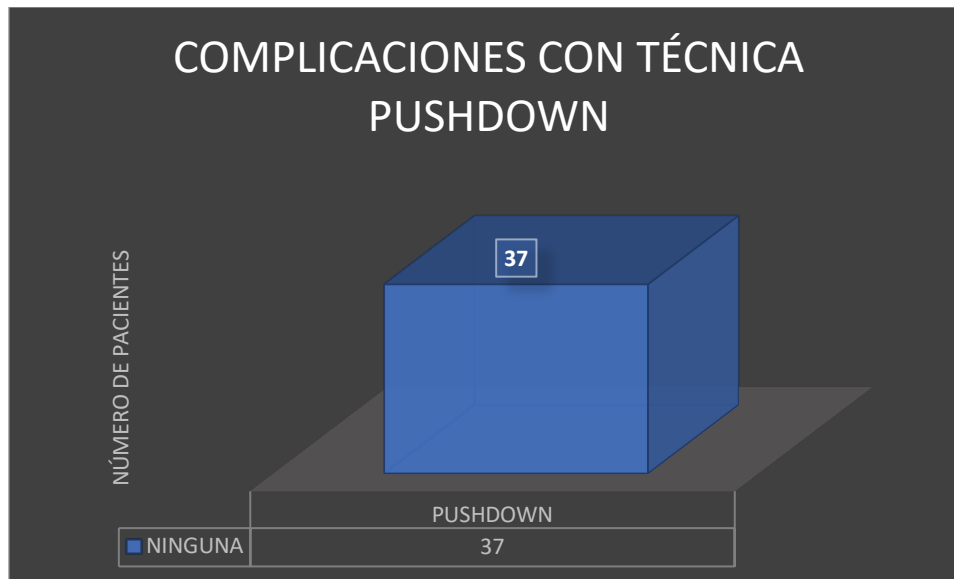 COMPLICACIONES CON TÉCNICA
PUSHDOWN
37
NÚMERO DE PACIENTES
PUSHDOWN
NINGUNA 37